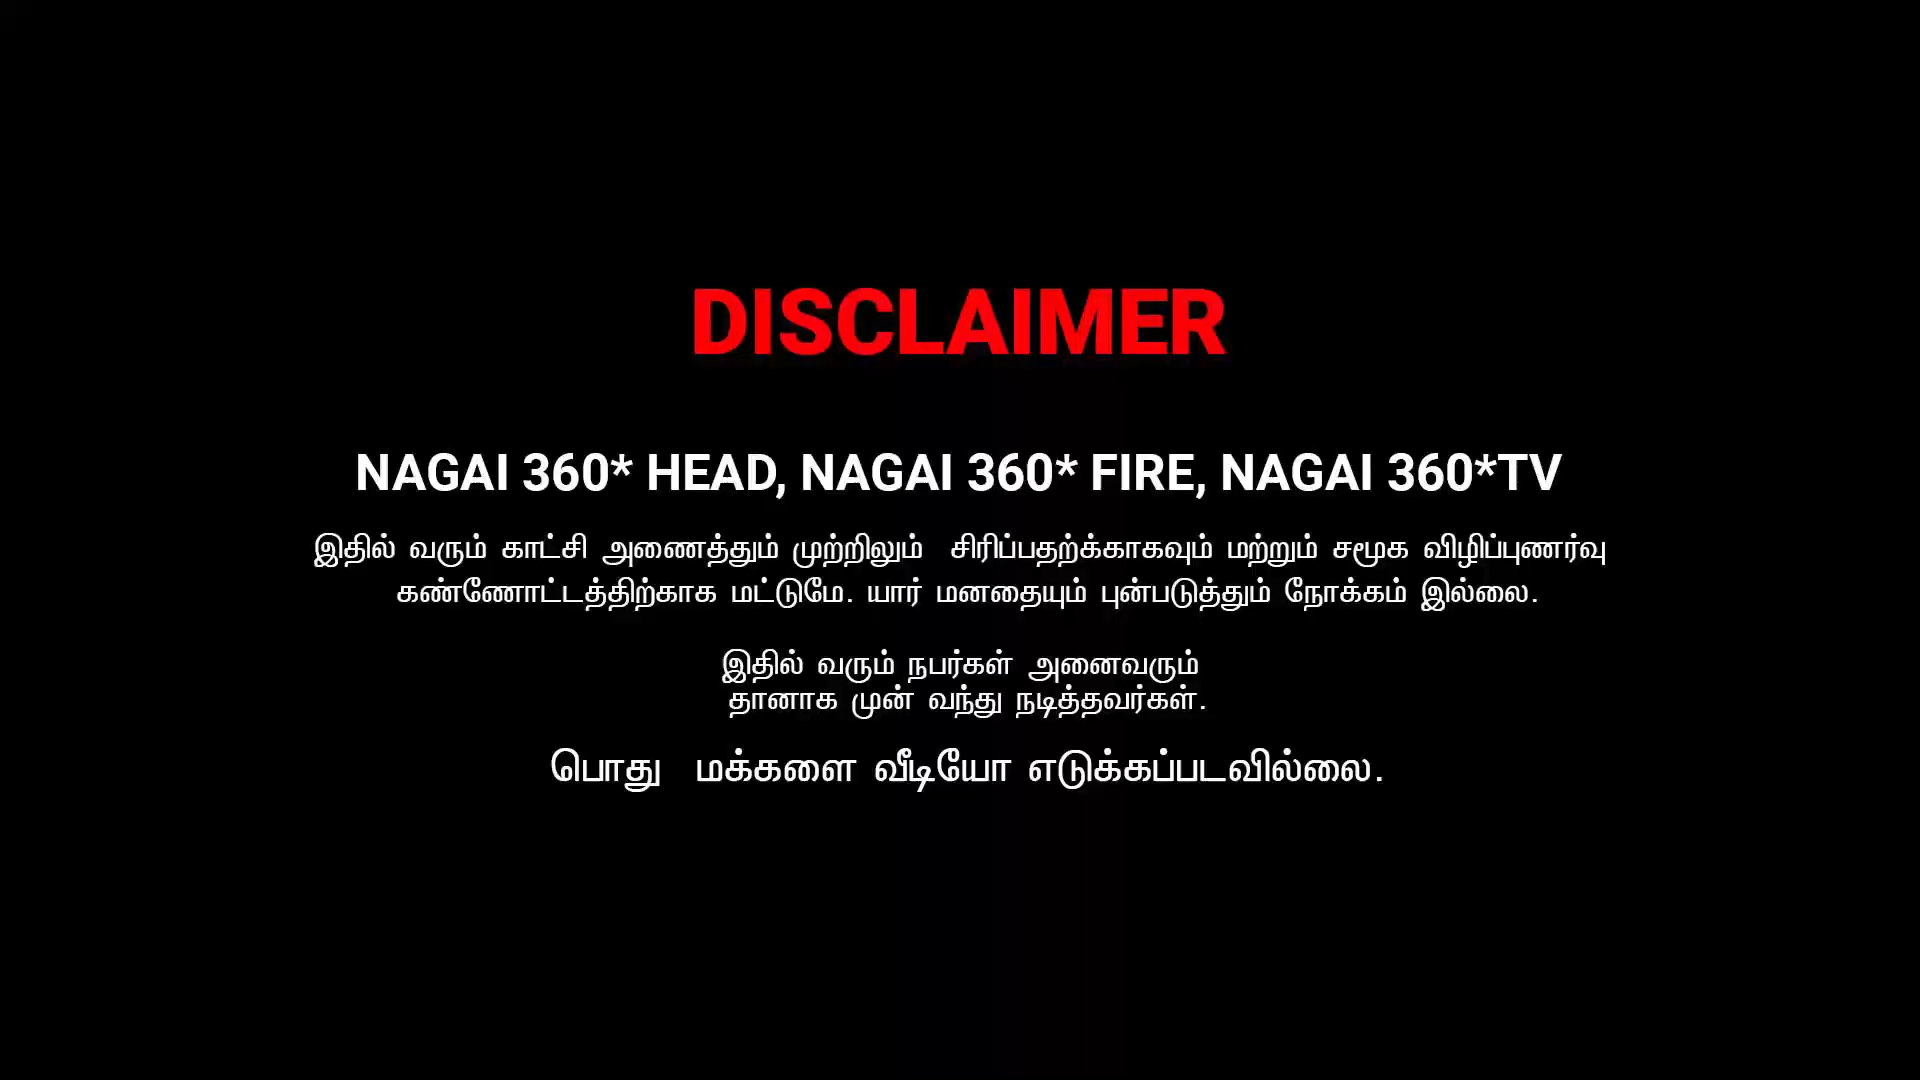 DISCLAIMER
NAGAI 360* HEAD, NAGAI 360* FIRE, NAGAI 360*TV
இதில் வரும் காட்சி அணைத்தும் முற்றிலும் சிரிப்பதற்க்காகவும் மற்றும் சமூக விழிப்புணர்வு
கண்ணோட்டத்திற்காக மட்டுமே. யார் மனதையும் புன்படுத்தும் நோக்கம் இல்லை.
இதில் வரும் நபர்கள் அனைவரும்
தானாக முன் வந்து நடித்தவர்கள்.
பொது மக்களை வீடியோ எடுக்கப்படவில்லை.